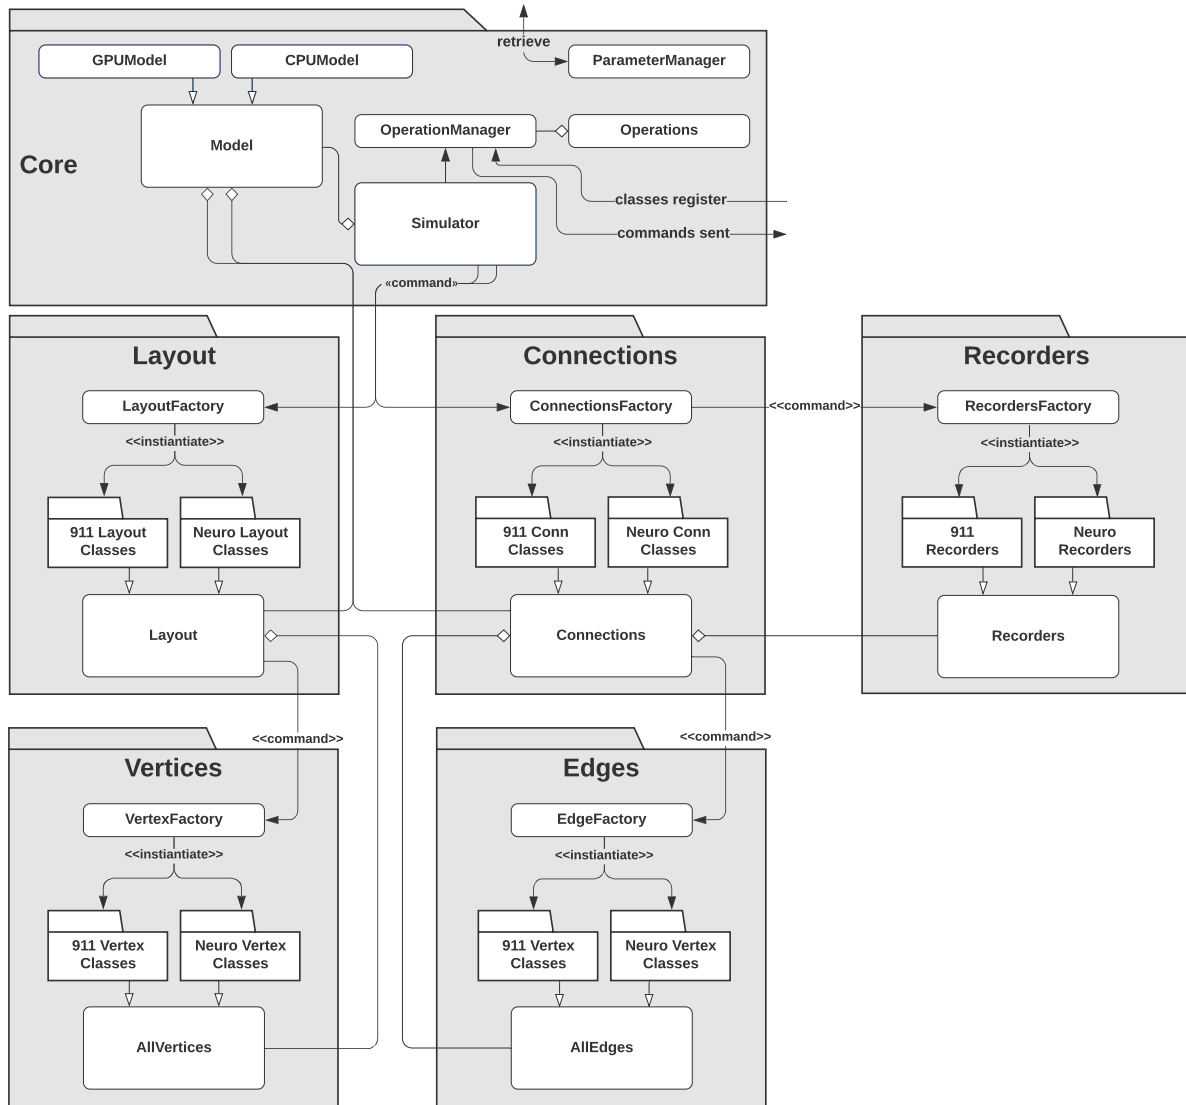 retrieve
GPUModel
CPUModel
ParameterManager
Model
OperationManager
Operations
Core
classes register
Simulator
commands sent
«command»
Layout
Connections
Recorders
LayoutFactory
ConnectionsFactory
<<command>>
RecordersFactory
<<instiantiate>>
<<instiantiate>>
<<instiantiate>>
911 Layout
Classes
Neuro Layout
Classes
911 Conn
Classes
Neuro Conn
Classes
911
Recorders
Neuro
Recorders
Layout
Connections
Recorders
<<command>>
<<command>>
Vertices
Edges
VertexFactory
EdgeFactory
<<instiantiate>>
<<instiantiate>>
911 Vertex
Classes
Neuro Vertex
Classes
911 Vertex
Classes
Neuro Vertex
Classes
AllVertices
AllEdges